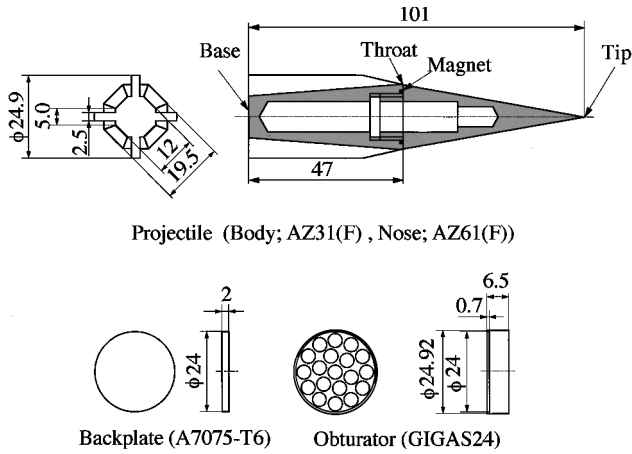 101
Base
Throat
Magnet
Tip
ϕ24.9
5.0
2.5
12
19.5
47
Projectile (Body; AZ31(F) , Nose; AZ61(F))
2
ϕ24
6.5
0.7
ϕ24.92
ϕ24
Backplate (A7075-T6)
Obturator (GIGAS24)